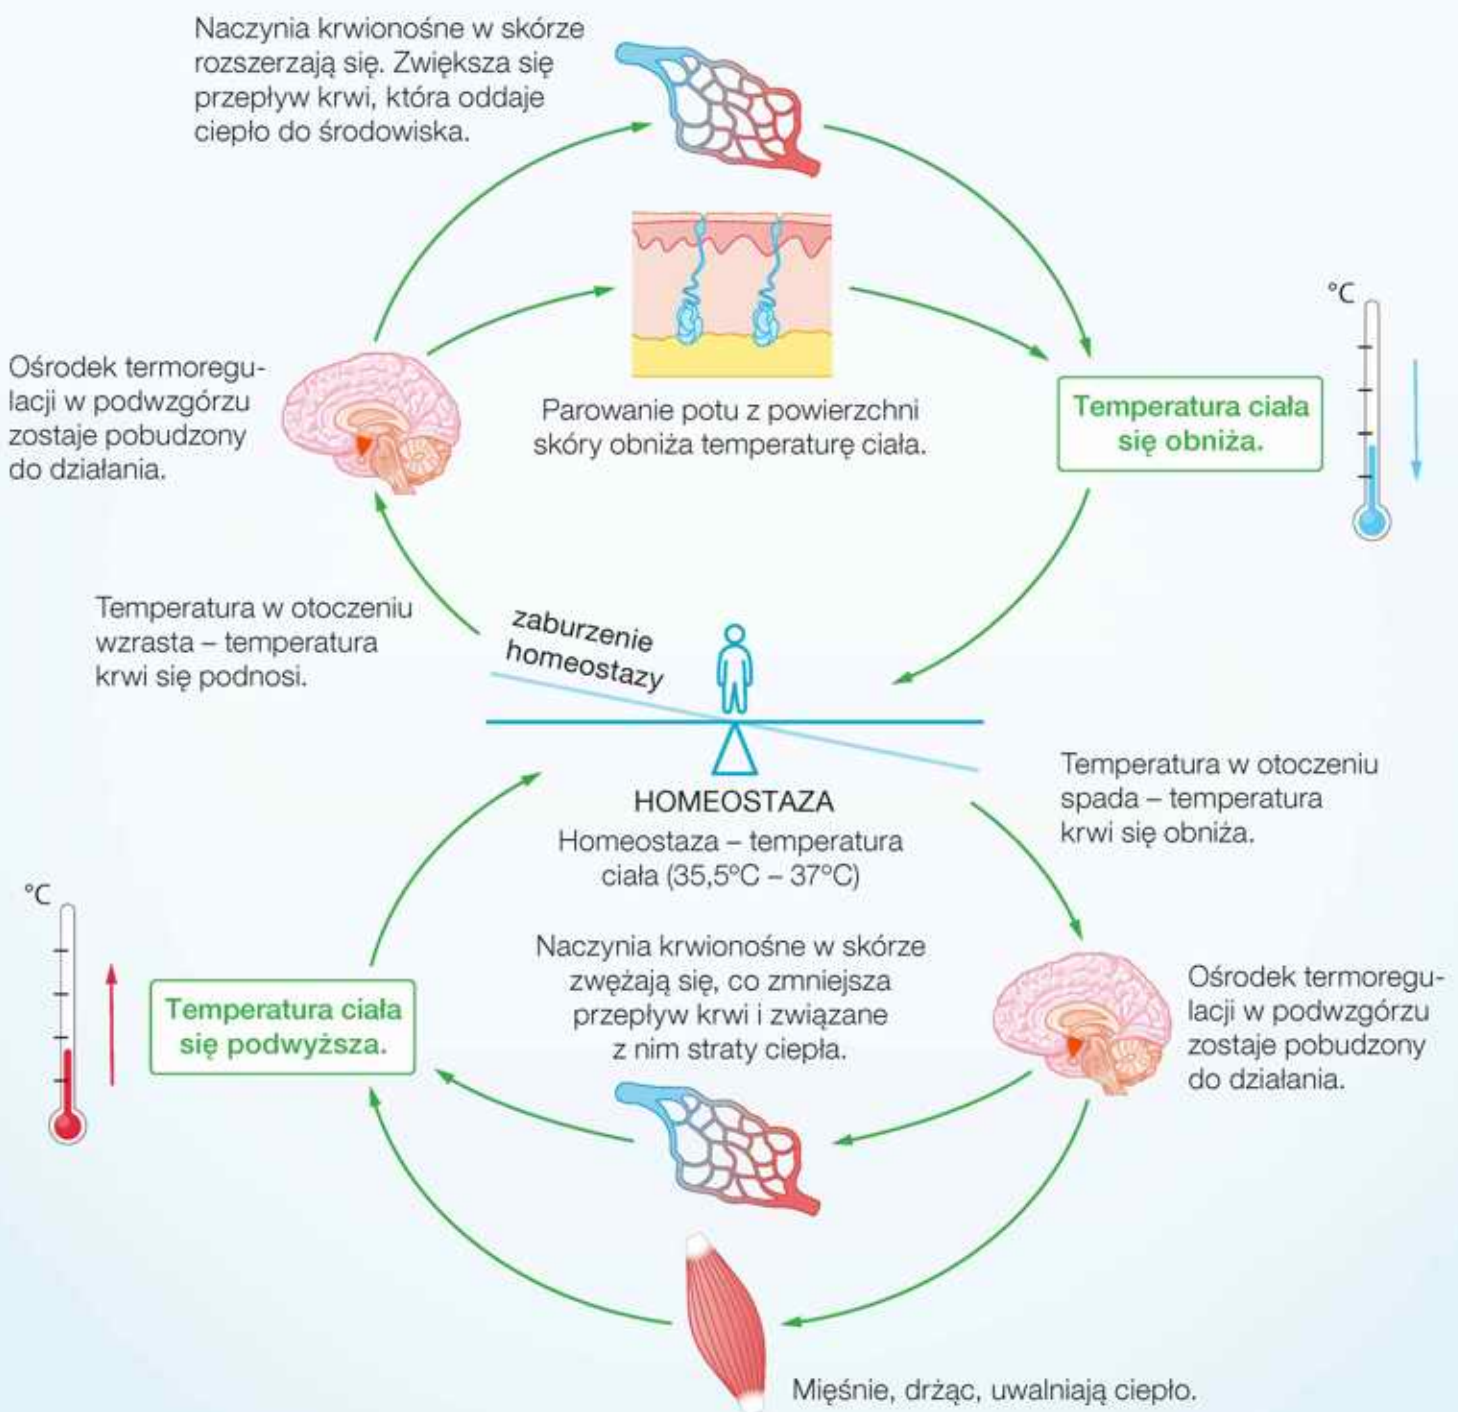 Naczynia krwionośne w skórze
rozszerzają się. Zwiększa się
przepływ krwi, która oddaje
ciepło do środowiska.
°C
Ośrodek termoregu-
lacji w podwzgórzu
zostaje pobudzony
do działania.
Parowanie potu z powierzchni
skóry obniża temperaturę ciała.
Temperatura ciała
się obniża.
Temperatura w otoczeniu
wzrasta – temperatura
krwi się podnosi.
zaburzenie
homeostazy
HOMEOSTAZA
Homeostaza – temperatura
ciała (35,5°C – 37°C)
Temperatura w otoczeniu
spada – temperatura
krwi się obniża.
°C
Temperatura ciała
się podwyższa.
Naczynia krwionośne w skórze
zwężają się, co zmniejsza
przepływ krwi i związane
z nim straty ciepła.
Ośrodek termoregu-
lacji w podwzgórzu
zostaje pobudzony
do działania.
Mięśnie, drżąc, uwalniają ciepło.